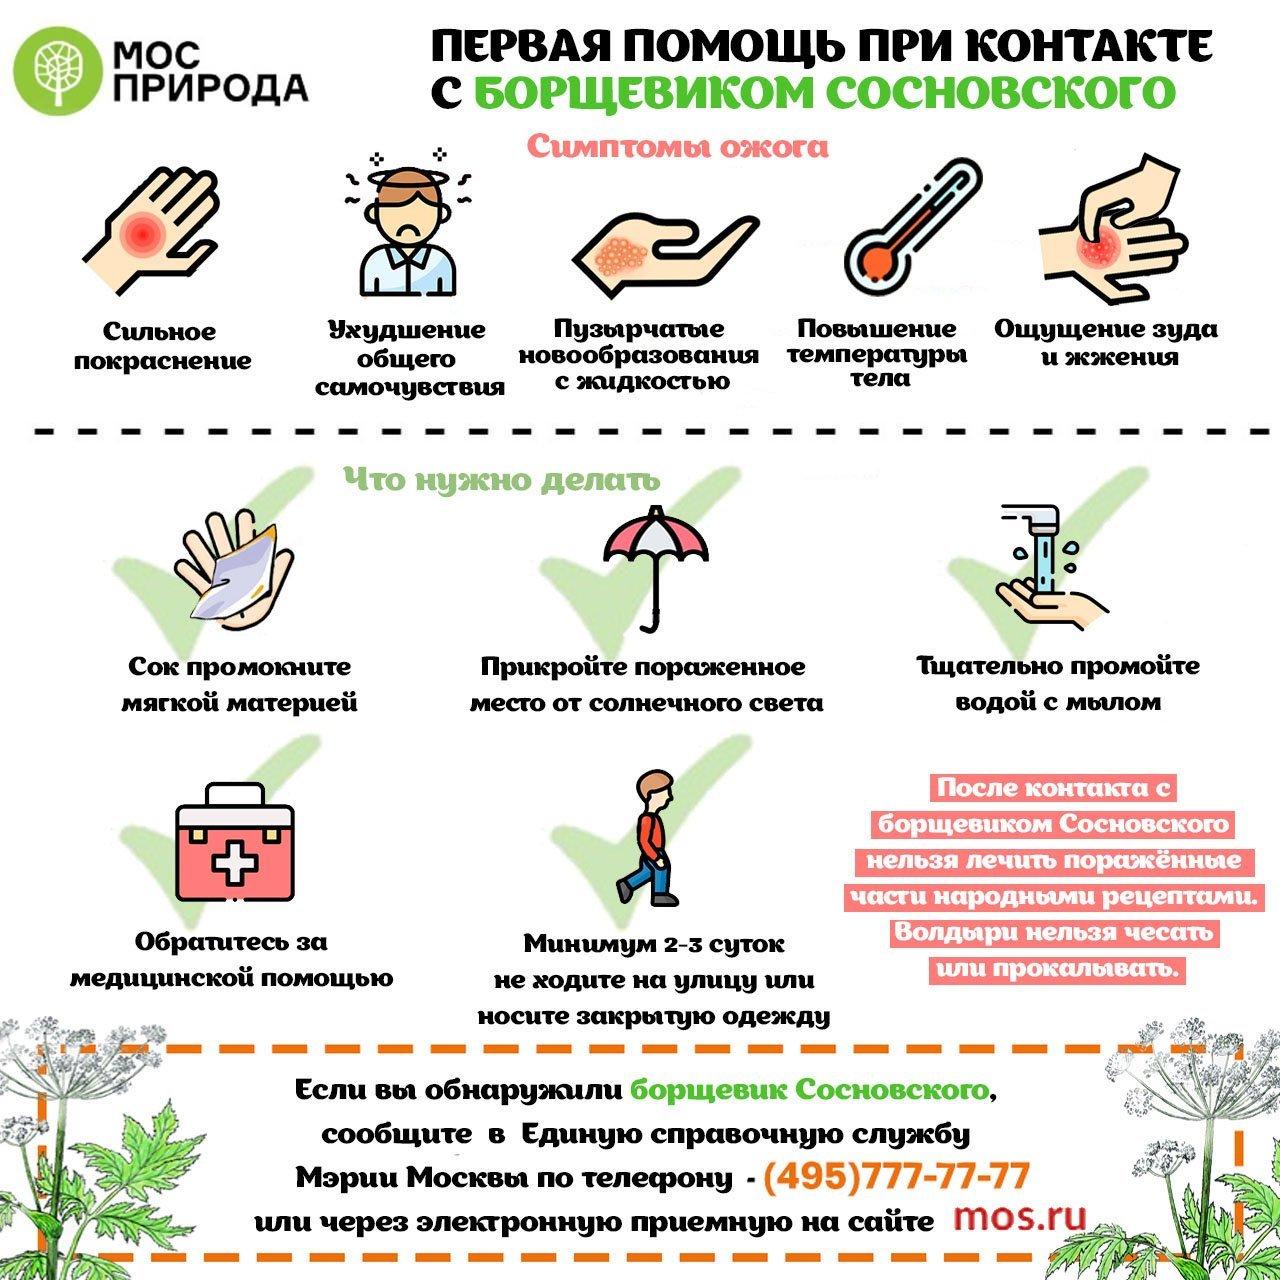 МОС
ПРИРОДА
ПЕРВАЯ ПОМОЩЬ ПРИ КОНТАКТЕ
С БОРЩЕВИКОМ СОСНОВСКОГО
Симптомы ожога
Сильное
покраснение
Ухудшение
общего
самочувствия
Пузырчатые
новообразования
с жидкостью
Повышение
температуры
тела
Ощущение зуда
и жжения
Что нужно делать
Сок промокните
мягкой материей
Прикройте пораженное
место от солнечного света
Тщательно промойте
водой с мылом
Обратитесь за
медицинской помощью
Минимум 2-3 суток
не ходите на улицу или
носите закрытую одежду
После контакта с
борщевиком Сосновского
нельзя лечить поражённые
части народными рецептами.
Волдыри нельзя чесать
или прокалывать.
Если вы обнаружили борщевик Сосновского,
сообщите в Единую справочную службу
Мэрии Москвы по телефону - (495)777-77-77
или через электронную приемную на сайте mos.ru